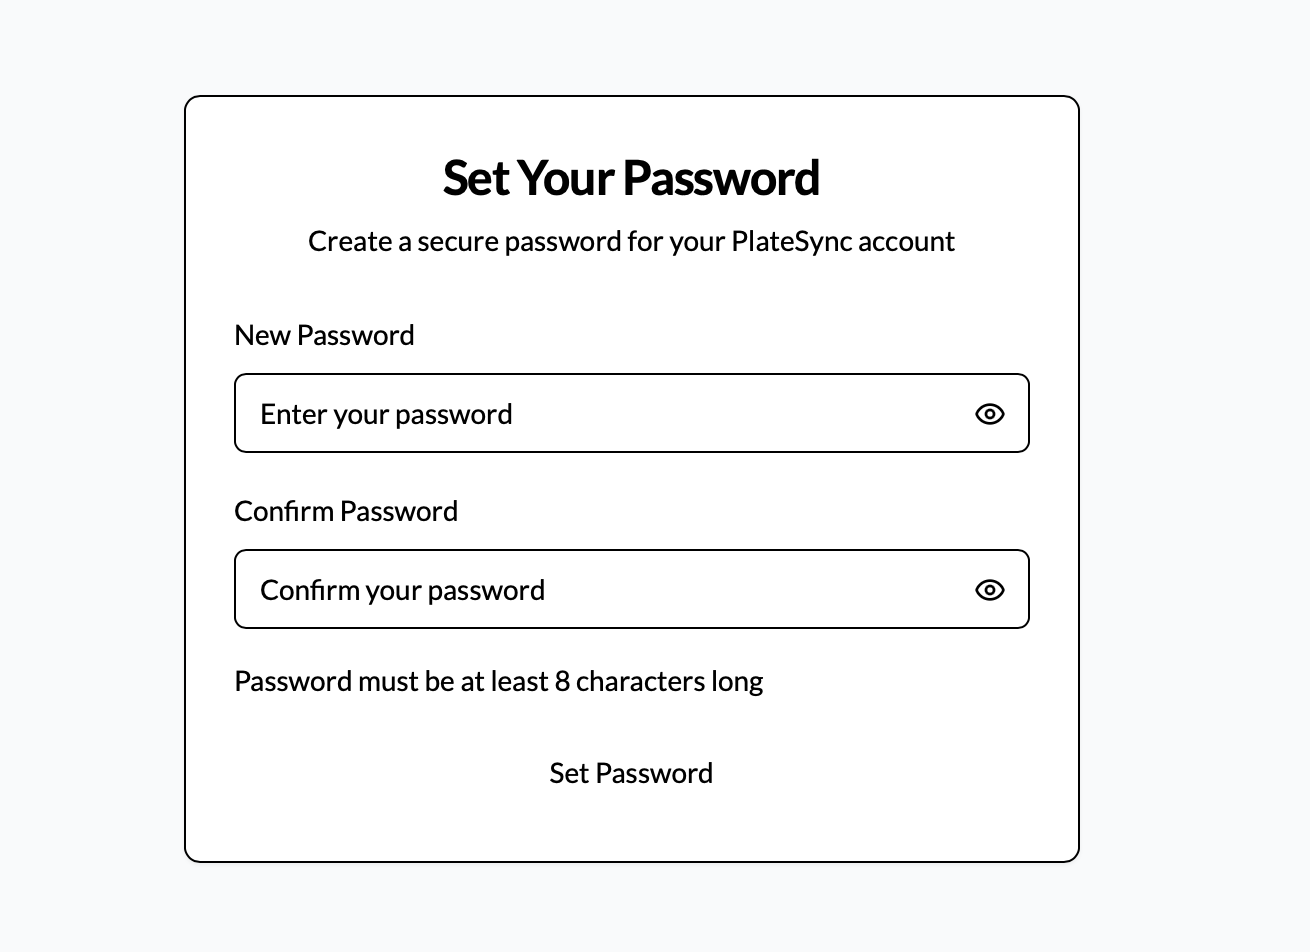 Set Your Password
Create a secure password for your PlateSync account
New Password
Enter your password
Confirm Password
Confirm your password
Password must be at least 8 characters long
Set Password